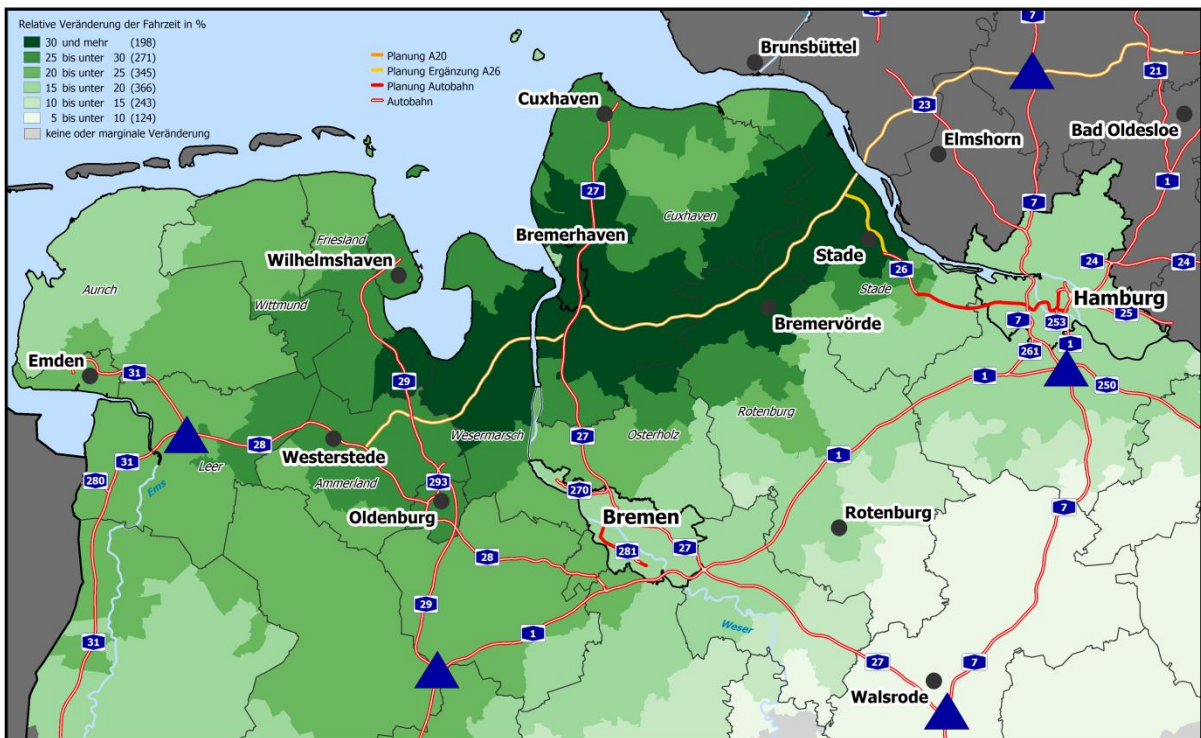 Relative Veränderung der Fahrzeit in %
30 und mehr (198)
25 bis unter 30 (271)
20 bis unter 25 (345)
15 bis unter 20 (366)
10 bis unter 15 (243)
5 bis unter 10 (124)
keine oder marginale Veränderung
Planung A20
Planung Ergänzung A26
Planung Autobahn
Autobahn
7
Brunsbüttel
21
Cuxhaven
23
Bad Oldesloe
Elmshorn
27
1
7
Cuxhaven
Bremerhaven
Friesland
Stade
Wilhelmshaven
24
24
Aurich
26
Wittmund
Stade
Hamburg
Bremervörde
7
253
25
Emden
31
1
261
29
1
250
Rotenburg
28
27
Wesermarsch
Osterholz
Westerstede
31
Leer
1
280
Ammerland
293
Ems
270
7
Oldenburg
Bremen
Rotenburg
281
27
28
29
Weser
1
31
27
7
Walsrode